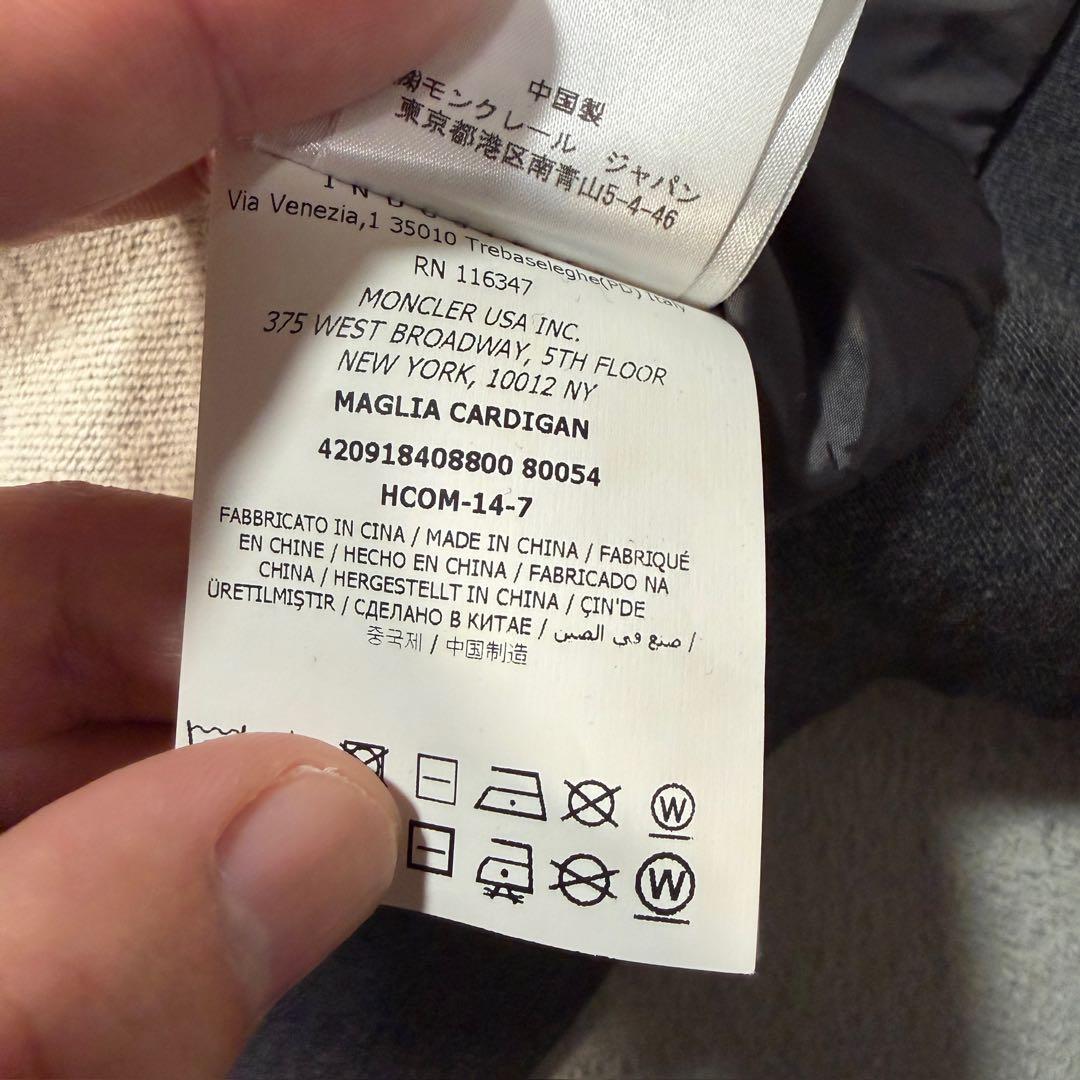 中国製
㈱モンクレール ジャパン
東京都港区南青山5-4-46
Via Venezia,1 35010 Trebaseleghe(PD) Italy
RN 116347
MONCLER USA INC.
375 WEST BROADWAY, 5TH FLOOR
NEW YORK, 10012 NY
MAGLIA CARDIGAN
420918408800 80054
HCOM-14-7
FABBRICATO IN CINA / MADE IN CHINA / FABRIQUÉ
EN CHINE / HECHO EN CHINA / FABRICADO NA
CHINA / HERGESTELLT IN CHINA / ÇIN'DE
ÜRETILMIŞTIR / СДЕЛАНО В КИТАЕ / صنع في الصين /
중국제 / 中国制造
W
W